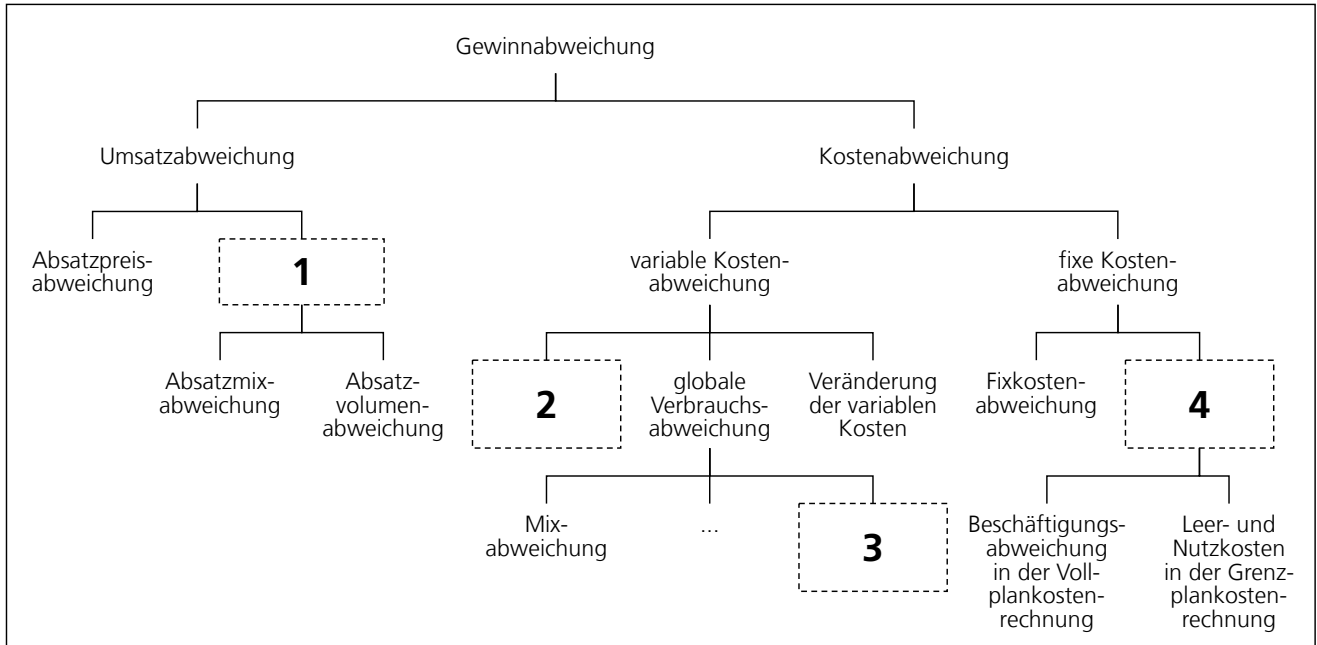 Gewinnabweichung
Umsatzabweichung
Kostenabweichung
Absatzpreis-
abweichung
1
variable Kosten-
abweichung
fixe Kosten-
abweichung
Absatzmix-
abweichung
Absatz-
volumen-
abweichung
2
globale
Verbrauchs-
abweichung
Veränderung
der variablen
Kosten
Fixkosten-
abweichung
4
Mix-
abweichung
...
3
Beschäftigungs-
abweichung
in der Voll-
plankosten-
rechnung
Leer- und
Nutzkosten
in der Grenz-
plankosten-
rechnung